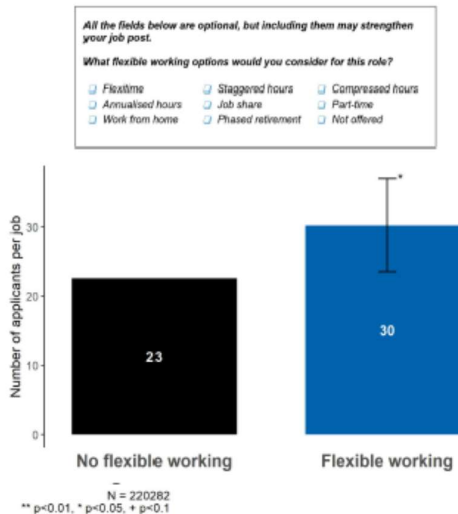 All the fields below are optional, but including them may strengthen
your job post.
What flexible working options would you consider for this role?
Flexitime Staggered hours Compressed hours
Annualised hours Job share Part-time
Work from home Phased retirement Not offered
*
Number of applicants per job
30
20
10
0
23
30
No flexible working Flexible working
N = 220282
** p<0.01, * p<0.05, + p<0.1